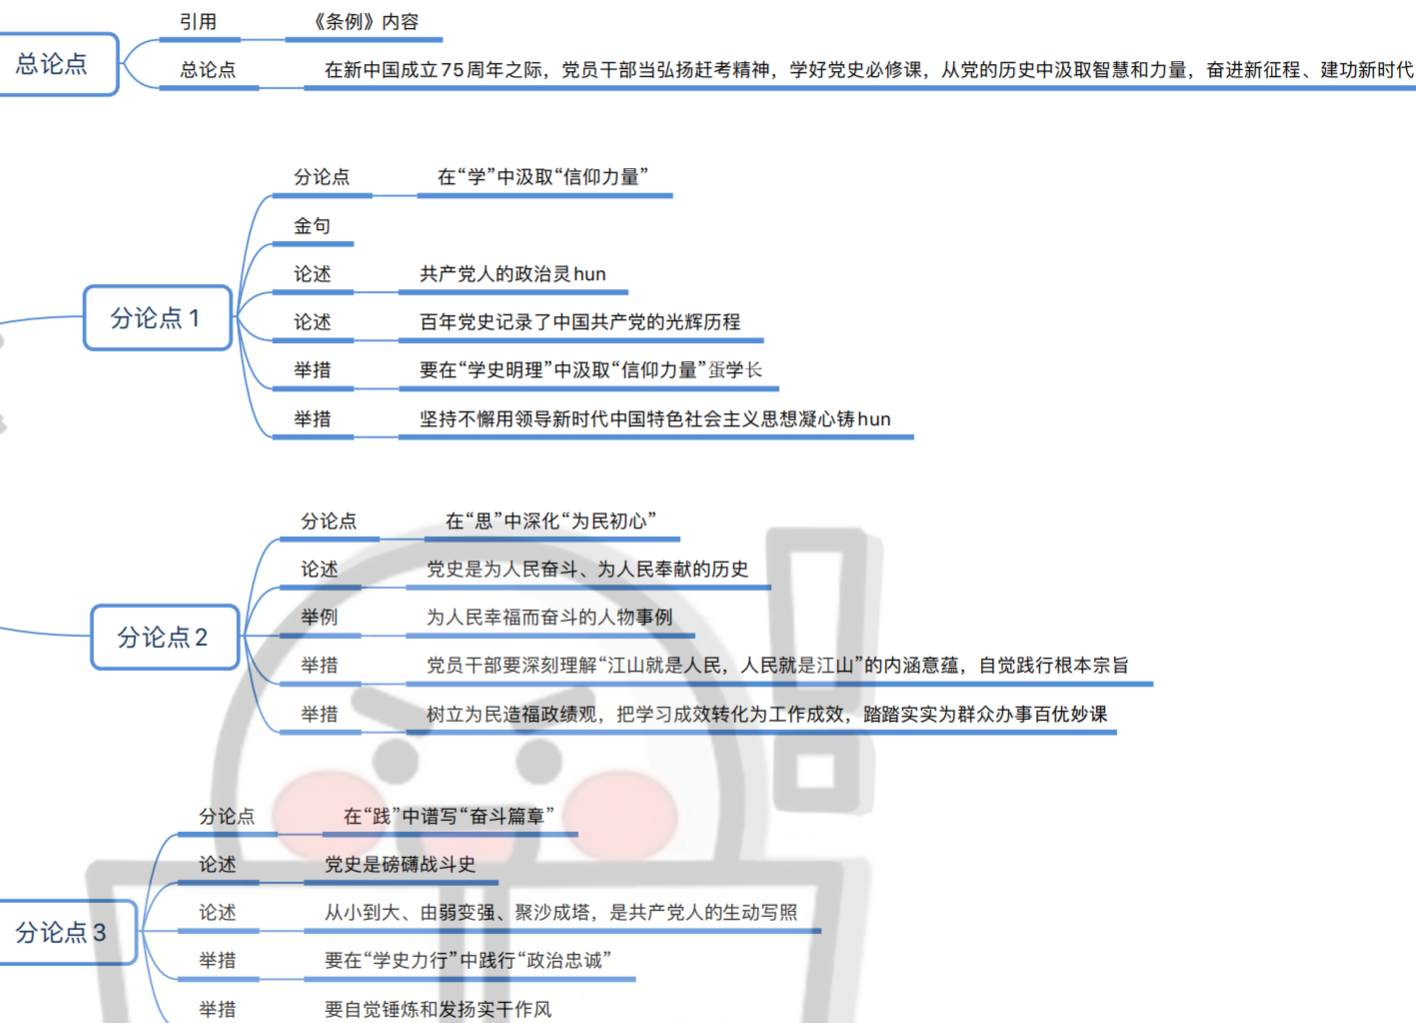 总论点
引用 《条例》内容
总论点 在新中国成立75周年之际，党员干部当弘扬赶考精神，学好党史必修课，从党的历史中汲取智慧和力量，奋进新征程、建功新时代
分论点1
分论点 在“学”中汲取“信仰力量”
金句
论述 共产党人的政治灵hun
论述 百年党史记录了中国共产党的光辉历程
举措 要在“学史明理”中汲取“信仰力量”蛋学长
举措 坚持不懈用领导新时代中国特色社会主义思想凝心铸hun
分论点2
分论点 在“思”中深化“为民初心”
论述 党史是为人民奋斗、为人民奉献的历史
举例 为人民幸福而奋斗的人物事例
举措 党员干部要深刻理解“江山就是人民，人民就是江山”的内涵意蕴，自觉践行根本宗旨
举措 树立为民造福政绩观，把学习成效转化为工作成效，踏踏实实为群众办事百优妙课
分论点3
分论点 在“践”中谱写“奋斗篇章”
论述 党史是磅礴战斗史
论述 从小到大、由弱变强、聚沙成塔，是共产党人的生动写照
举措 要在“学史力行”中践行“政治忠诚”
举措 要自觉锤炼和发扬实干作风